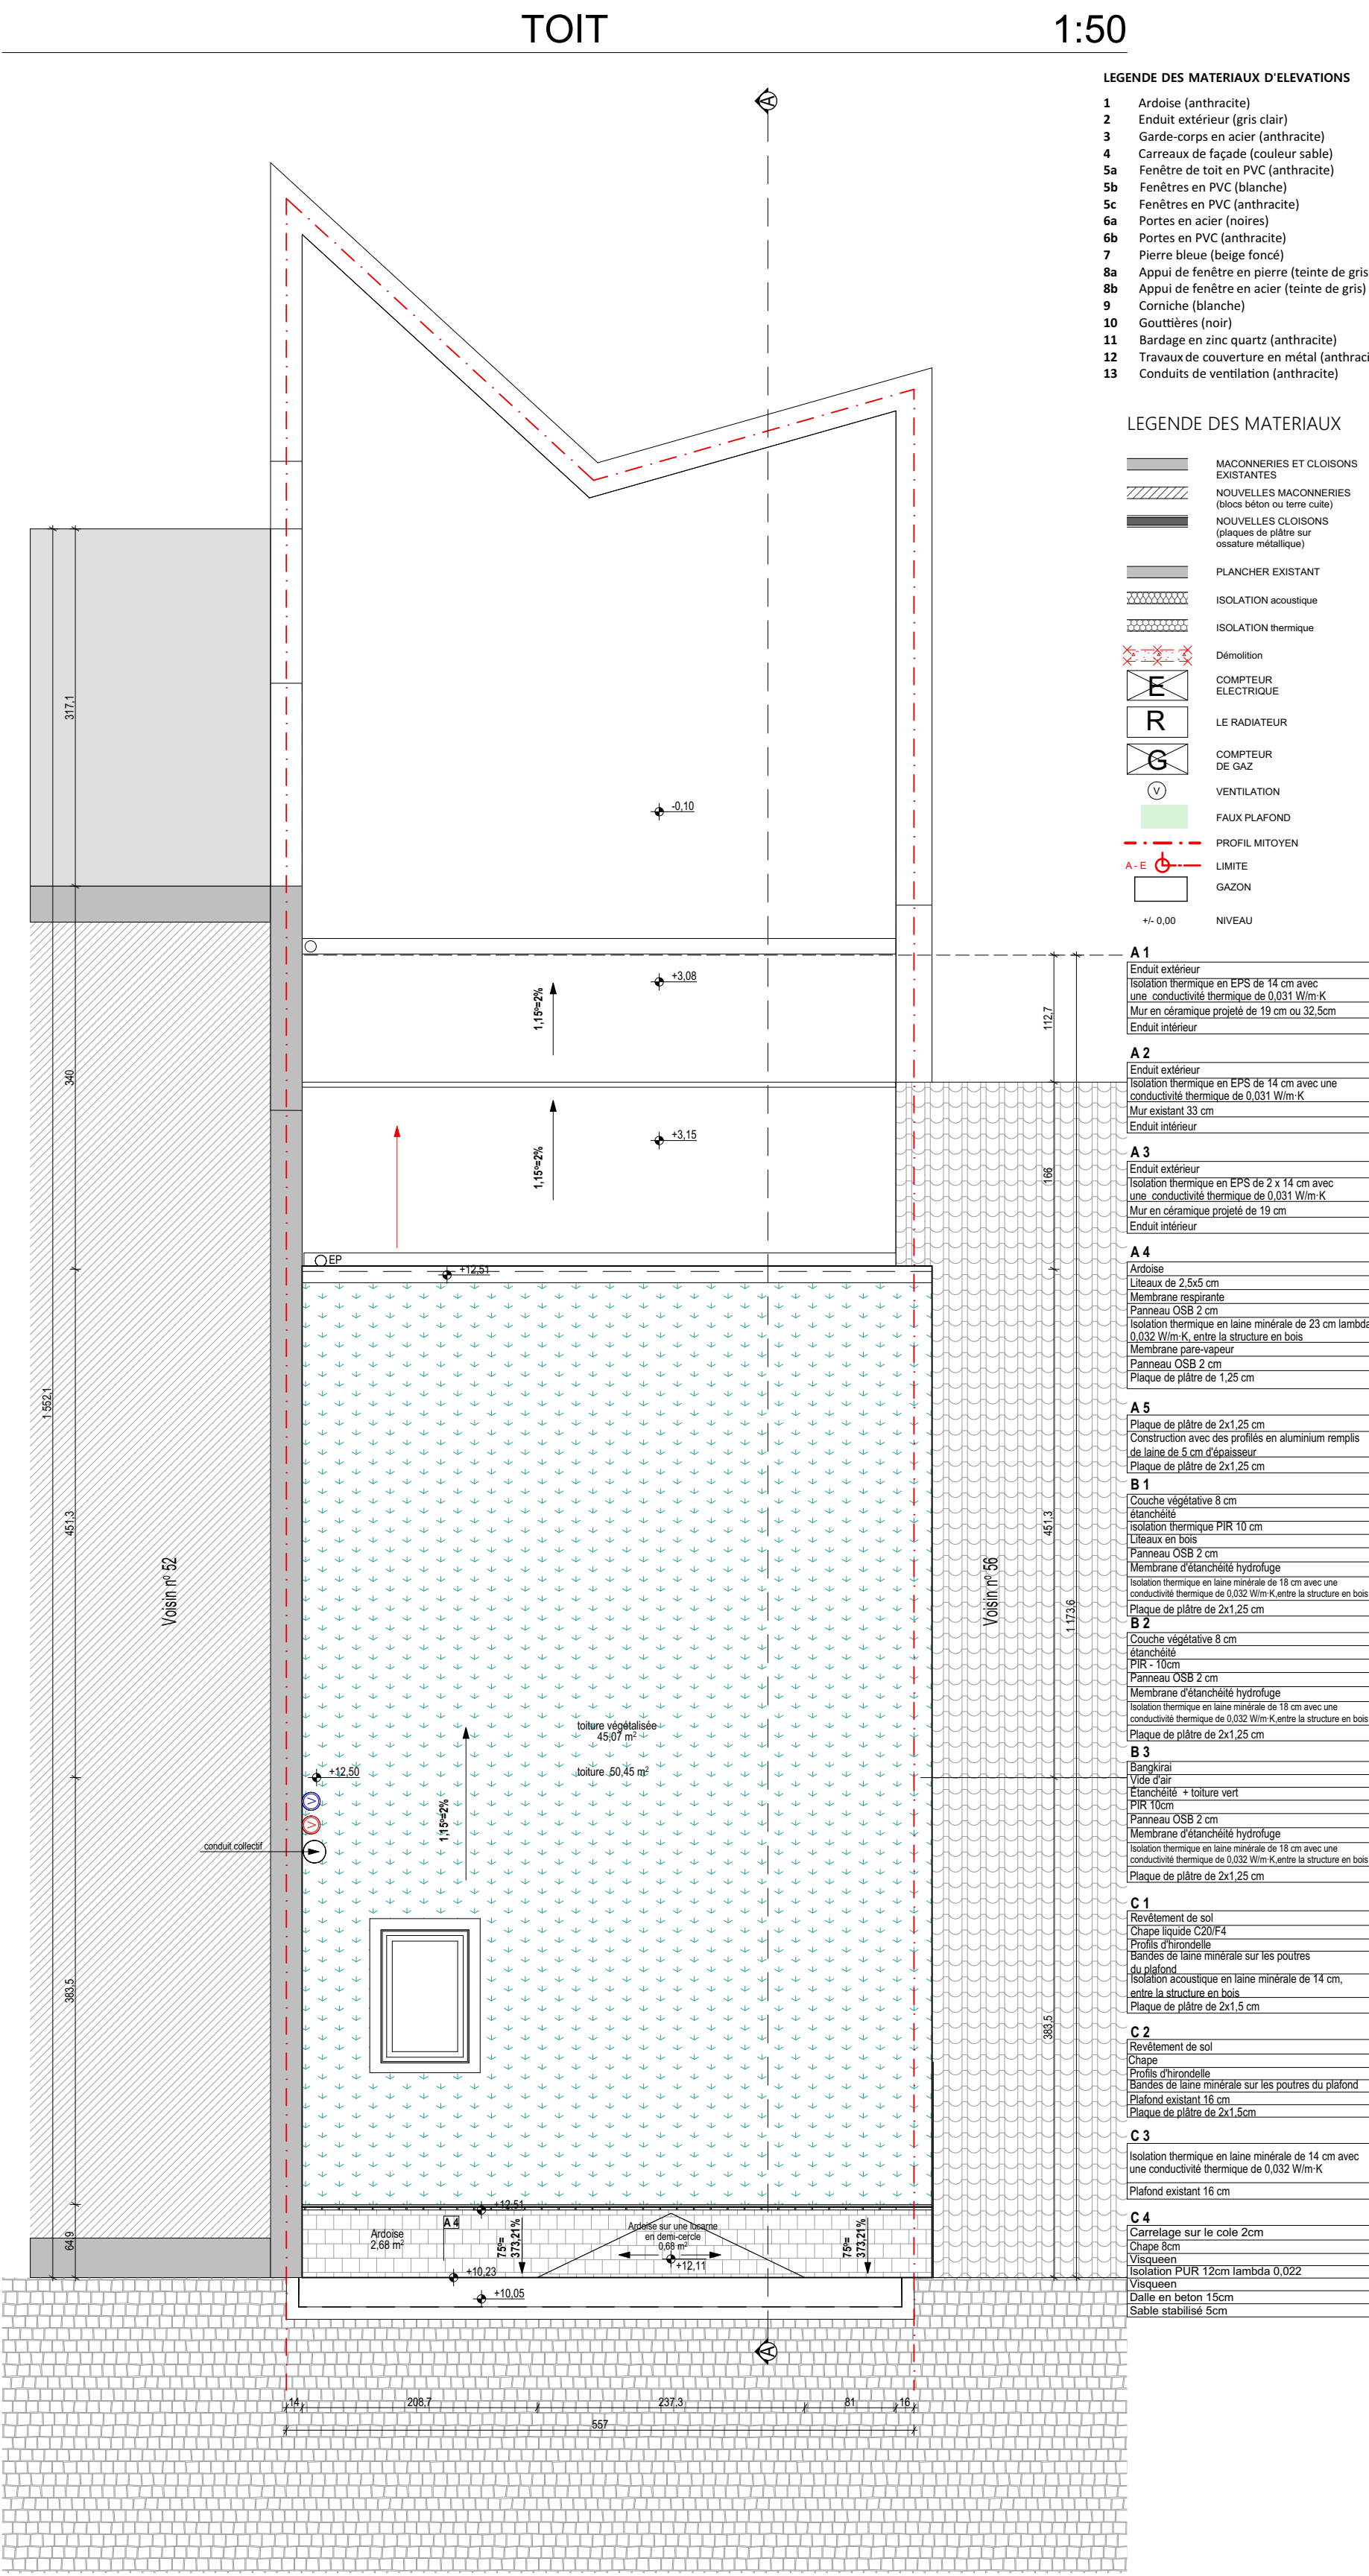 TOIT
1:50
LEGENDE DES MATERIAUX D'ELEVATIONS
1 Ardoise (anthracite)
2 Enduit extérieur (gris clair)
3 Garde-corps en acier (anthracite)
4 Carreaux de façade (couleur sable)
5a Fenêtre de toit en PVC (anthracite)
5b Fenêtres en PVC (blanche)
5c Fenêtres en PVC (anthracite)
6a Portes en acier (noires)
6b Portes en PVC (anthracite)
7 Pierre bleue (beige foncé)
8a Appui de fenêtre en pierre (teinte de gris
8b Appui de fenêtre en acier (teinte de gris)
9 Corniche (blanche)
10 Gouttières (noir)
11 Bardage en zinc quartz (anthracite)
12 Travaux de couverture en métal (anthraci
13 Conduits de ventilation (anthracite)
LEGENDE DES MATERIAUX
MACONNERIES ET CLOISONS
EXISTANTES
NOUVELLES MACONNERIES
(blocs béton ou terre cuite)
NOUVELLES CLOISONS
(plaques de plâtre sur
ossature métallique)
PLANCHER EXISTANT
ISOLATION acoustique
ISOLATION thermique
Démolition
E COMPTEUR
ELECTRIQUE
R LE RADIATEUR
G COMPTEUR
DE GAZ
V VENTILATION
FAUX PLAFOND
PROFIL MITOYEN
A - E LIMITE
GAZON
+/- 0,00 NIVEAU
A 1
Enduit extérieur
Isolation thermique en EPS de 14 cm avec
une conductivité thermique de 0,031 W/m·K
Mur en céramique projeté de 19 cm ou 32,5cm
Enduit intérieur
A 2
Enduit extérieur
Isolation thermique en EPS de 14 cm avec une
conductivité thermique de 0,031 W/m·K
Mur existant 33 cm
Enduit intérieur
A 3
Enduit extérieur
Isolation thermique en EPS de 2 x 14 cm avec
une conductivité thermique de 0,031 W/m·K
Mur en céramique projeté de 19 cm
Enduit intérieur
A 4
Ardoise
Liteaux de 2,5x5 cm
Membrane respirante
Panneau OSB 2 cm
Isolation thermique en laine minérale de 23 cm lambda
0,032 W/m·K, entre la structure en bois
Membrane pare-vapeur
Panneau OSB 2 cm
Plaque de plâtre de 1,25 cm
A 5
Plaque de plâtre de 2x1,25 cm
Construction avec des profilés en aluminium remplis
de laine de 5 cm d'épaisseur
Plaque de plâtre de 2x1,25 cm
B 1
Couche végétative 8 cm
étanchéité
isolation thermique PIR 10 cm
Liteaux en bois
Panneau OSB 2 cm
Membrane d'étanchéité hydrofuge
Isolation thermique en laine minérale de 18 cm avec une
conductivité thermique de 0,032 W/m·K,entre la structure en bois
Plaque de plâtre de 2x1,25 cm
B 2
Couche végétative 8 cm
étanchéité
PIR - 10cm
Panneau OSB 2 cm
Membrane d'étanchéité hydrofuge
Isolation thermique en laine minérale de 18 cm avec une
conductivité thermique de 0,032 W/m·K,entre la structure en bois
Plaque de plâtre de 2x1,25 cm
B 3
Bangkirai
Vide d'air
Étanchéité + toiture vert
PIR 10cm
Panneau OSB 2 cm
Membrane d'étanchéité hydrofuge
Isolation thermique en laine minérale de 18 cm avec une
conductivité thermique de 0,032 W/m·K,entre la structure en bois
Plaque de plâtre de 2x1,25 cm
C 1
Revêtement de sol
Chape liquide C20/F4
Profils d'hirondelle
Bandes de laine minérale sur les poutres
du plafond
Isolation acoustique en laine minérale de 14 cm,
entre la structure en bois
Plaque de plâtre de 2x1,5 cm
C 2
Revêtement de sol
Chape
Profils d'hirondelle
Bandes de laine minérale sur les poutres du plafond
Plafond existant 16 cm
Plaque de plâtre de 2x1,5cm
C 3
Isolation thermique en laine minérale de 14 cm avec
une conductivité thermique de 0,032 W/m·K
Plafond existant 16 cm
C 4
Carrelage sur le cole 2cm
Chape 8cm
Visqueen
Isolation PUR 12cm lambda 0,022
Visqueen
Dalle en beton 15cm
Sable stabilisé 5cm
A
317,1
-0,10
+3,08
1,15º=2%
112,7
340
+3,15
1,15º=2%
166
EP
+12,51
1 552,1
451,3
451,3
Voisin nº 52
Voisin nº 56
1 173,6
toiture végétalisée
45,07 m²
toiture 50,45 m²
+12,50
V
V
1,15º=2%
conduit collectif
383,5
383,5
64,9
+12,51
A 4
Ardoise
2,68 m²
75º=
373,21%
Ardoise sur une lucarne
en demi-cercle
0,68 m²
+12,11
75º=
373,21%
+10,23
+10,05
A
14
208,7
237,3
81
16
557